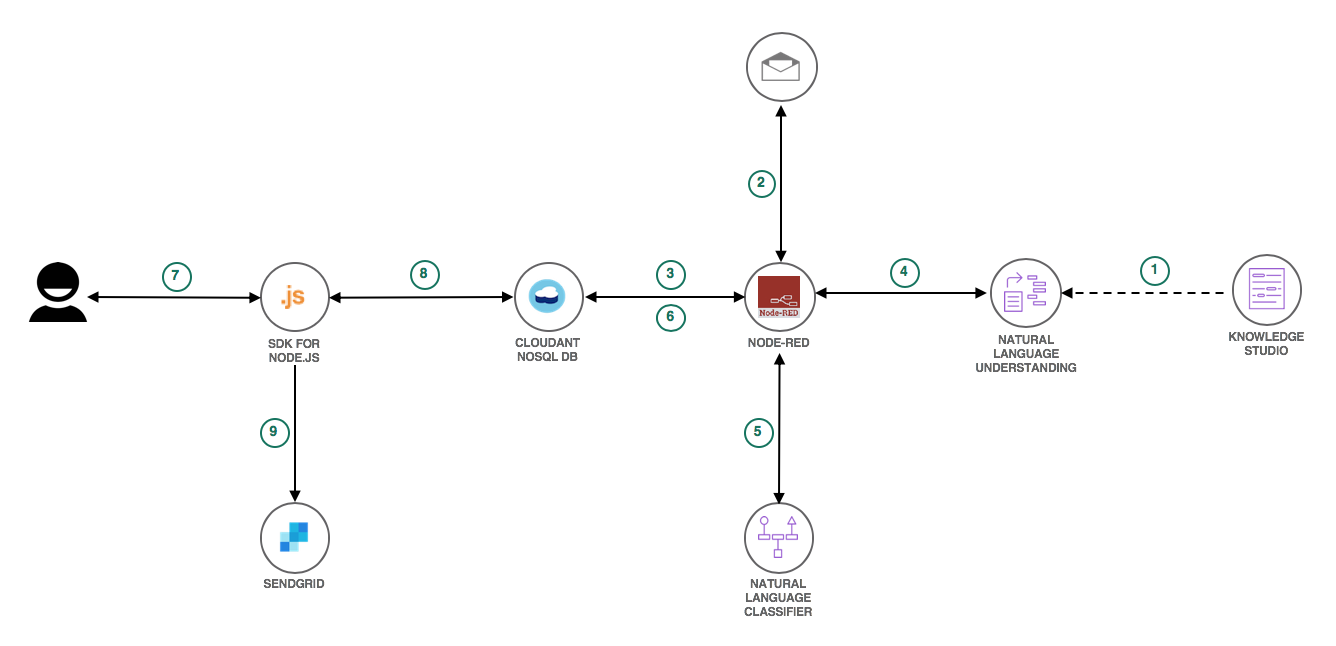 2
7
8
3
4
1
.js
Node-RED
6
SDK FOR
NODE.JS
CLOUDANT
NOSQL DB
NODE-RED
NATURAL
LANGUAGE
UNDERSTANDING
KNOWLEDGE
STUDIO
9
5
SENDGRID
NATURAL
LANGUAGE
CLASSIFIER